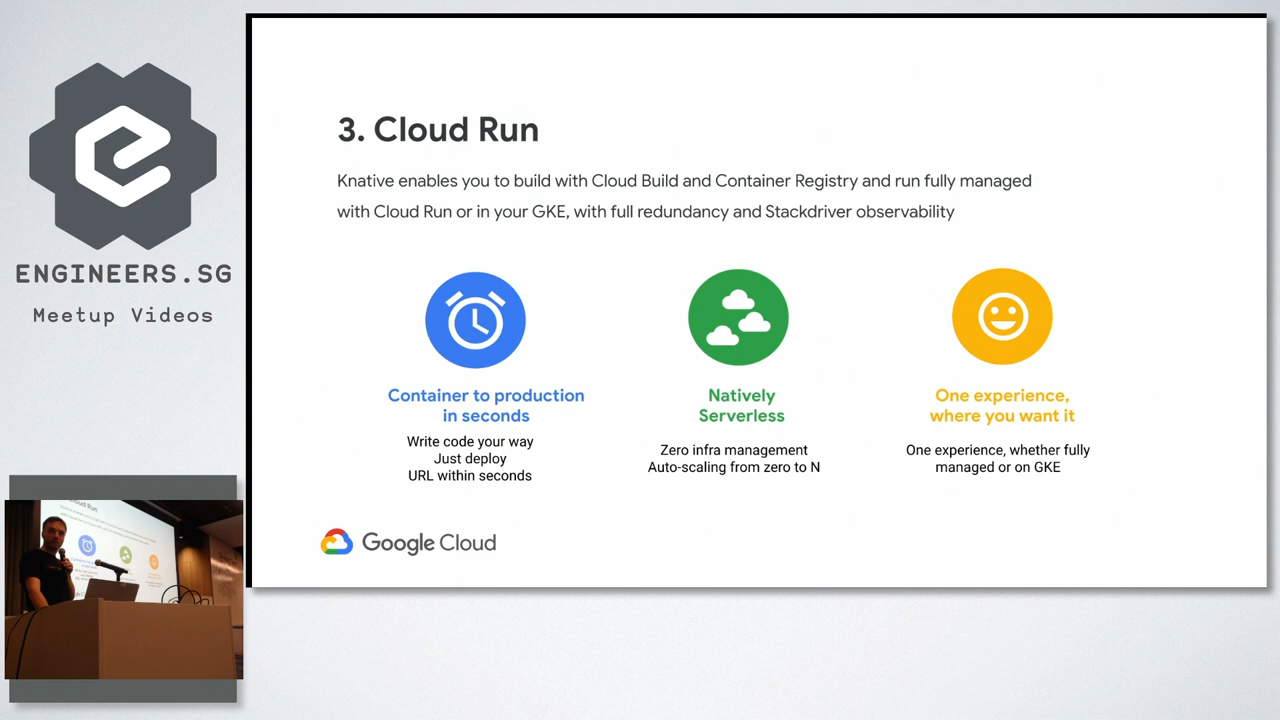 ENGINEERS.SG
Meetup Videos
3. Cloud Run
Knative enables you to build with Cloud Build and Container Registry and run fully managed
with Cloud Run or in your GKE, with full redundancy and Stackdriver observability
Container to production
in seconds
Write code your way
Just deploy
URL within seconds
Natively
Serverless
Zero infra management
Auto-scaling from zero to N
One experience,
where you want it
One experience, whether fully
managed or on GKE
Google Cloud